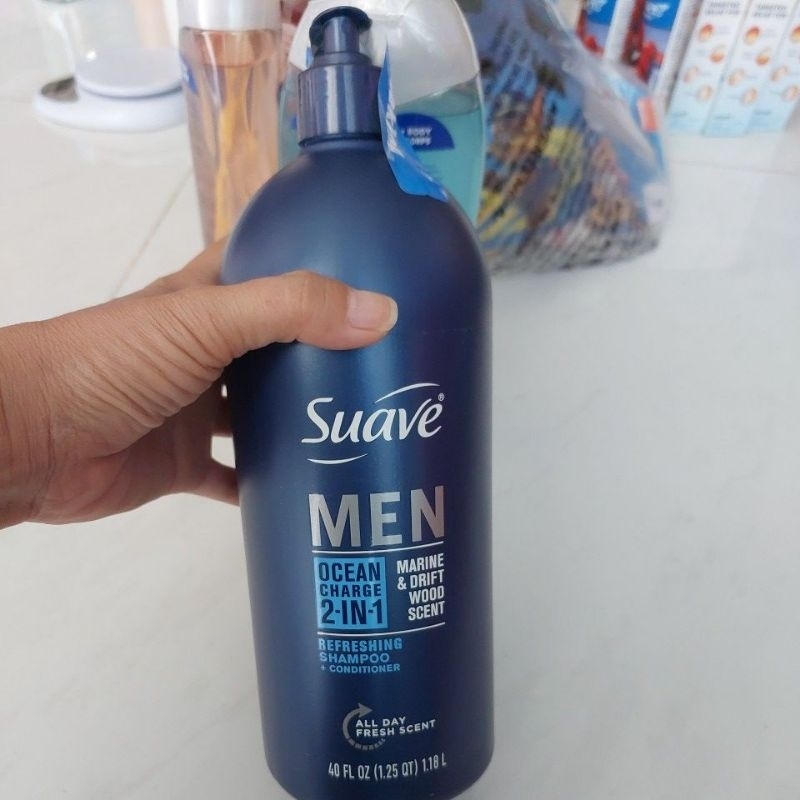 Suave®
MEN
OCEAN
CHARGE
2-IN-1
MARINE
& DRIFT
WOOD
SCENT
REFRESHING
SHAMPOO
+ CONDITIONER
ALL DAY
FRESH SCENT
40 FL OZ (1.25 QT) 1.18 L
BODY